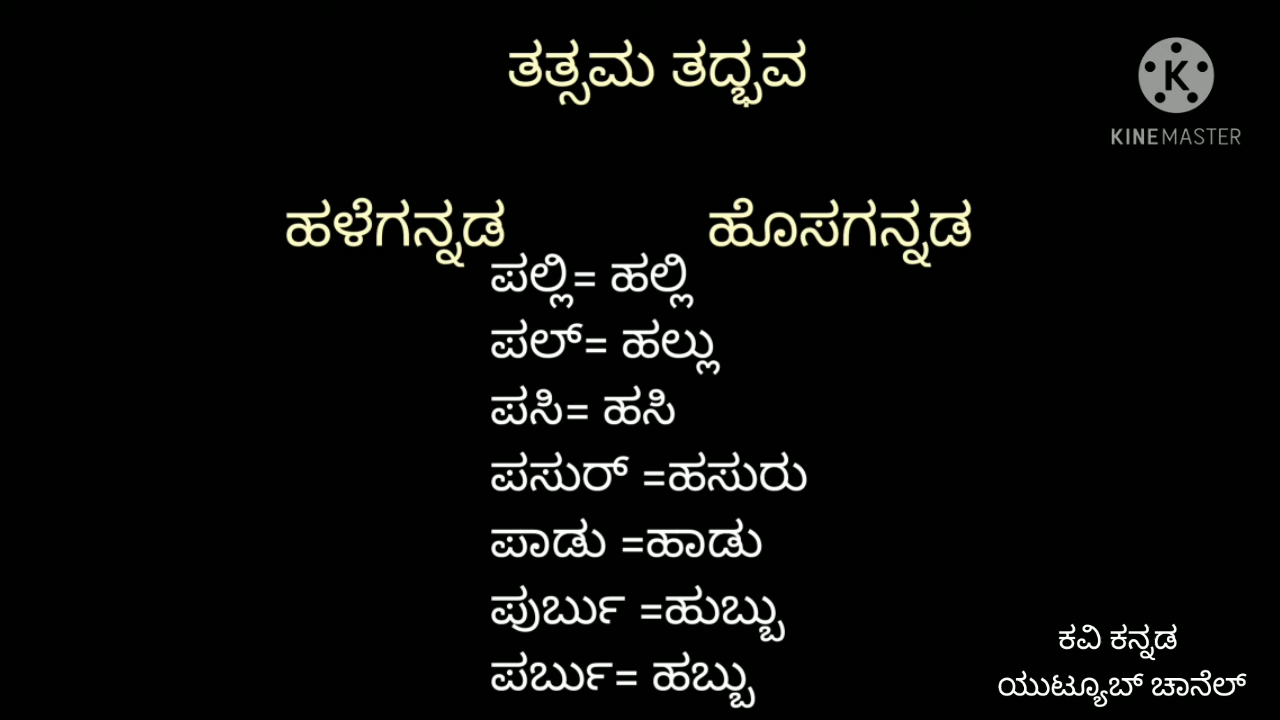 ತತ್ಸಮ ತದ್ಭವ
K
KINEMASTER
ಹಳೆಗನ್ನಡ ಹೊಸಗನ್ನಡ
ಪಲ್ಲಿ= ಹಲ್ಲಿ
ಪಲ್= ಹಲ್ಲು
ಪಸಿ= ಹಸಿ
ಪಸುರ್ =ಹಸುರು
ಪಾಡು =ಹಾಡು
ಪುರ್ಬು =ಹುಬ್ಬು
ಪರ್ಬು= ಹಬ್ಬು
ಕವಿ ಕನ್ನಡ
ಯುಟ್ಯೂಬ್ ಚಾನೆಲ್